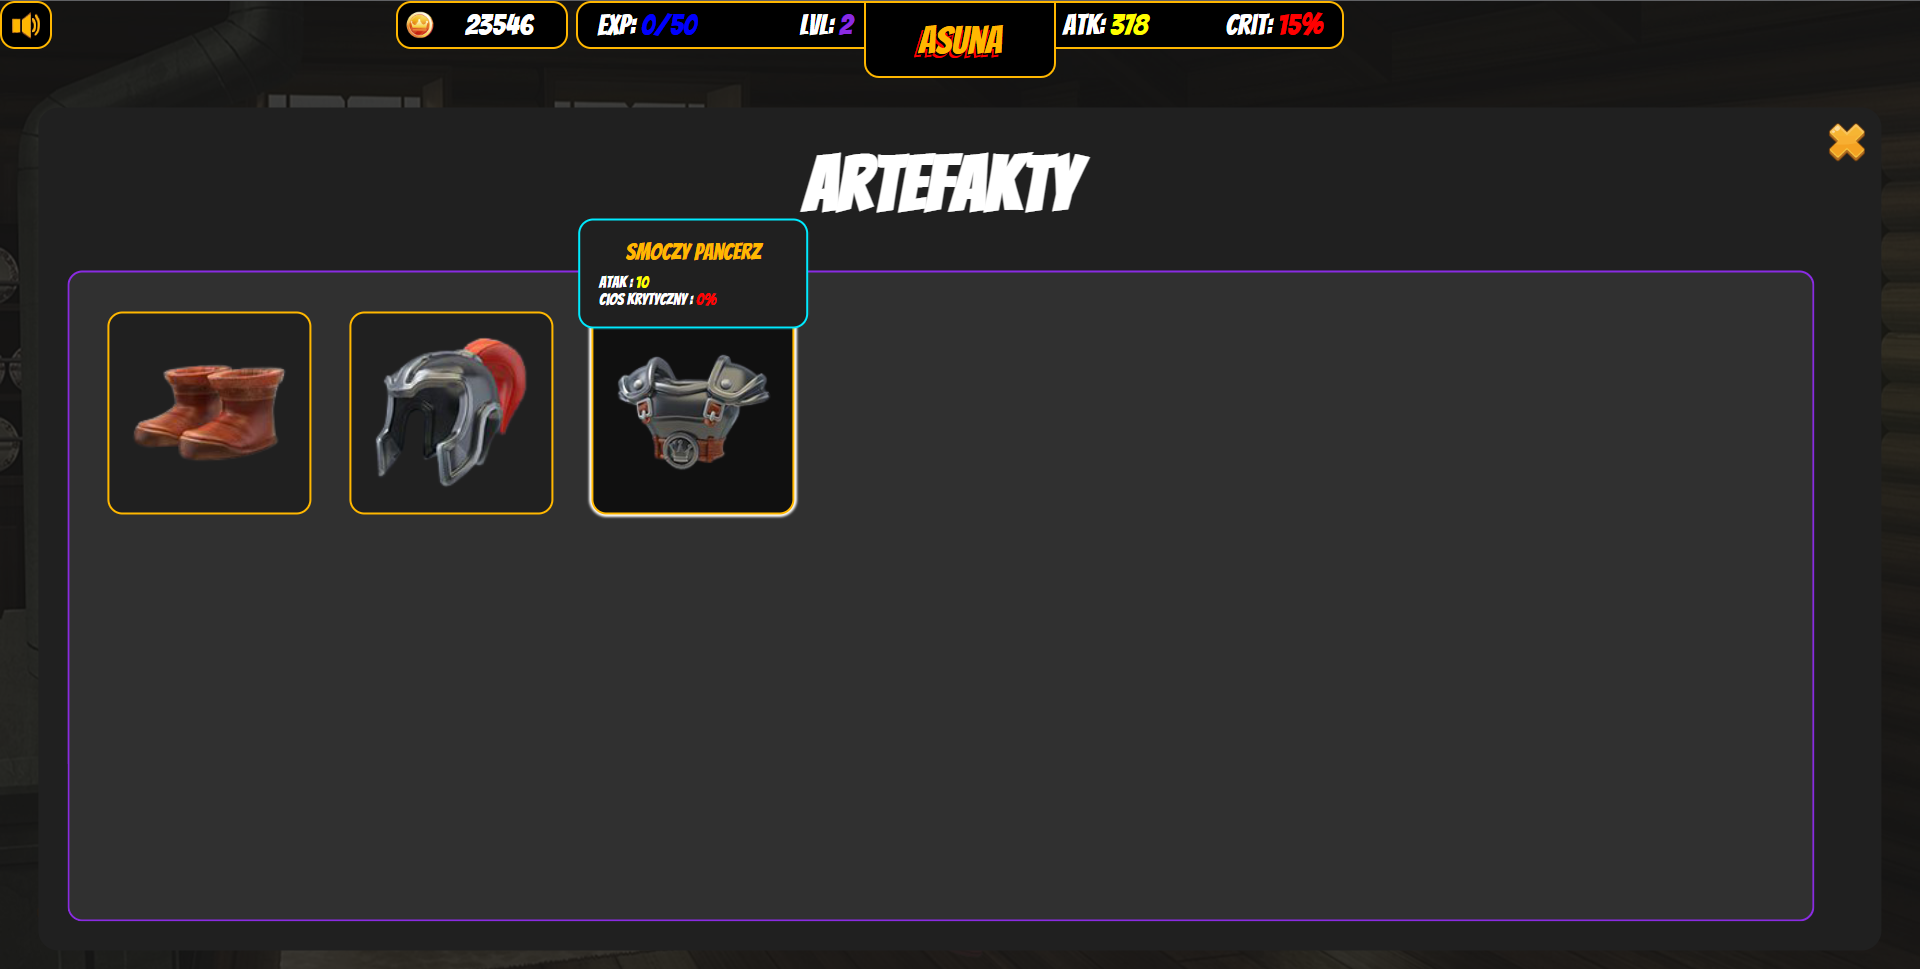 23546
EXP: 0/50
LVL: 2
ASUNA
ATK: 378
CRIT: 15%
ARTEFAKTY
SMOCZY PANCERZ
ATAK : 10
CIOS KRYTYCZNY : 0%